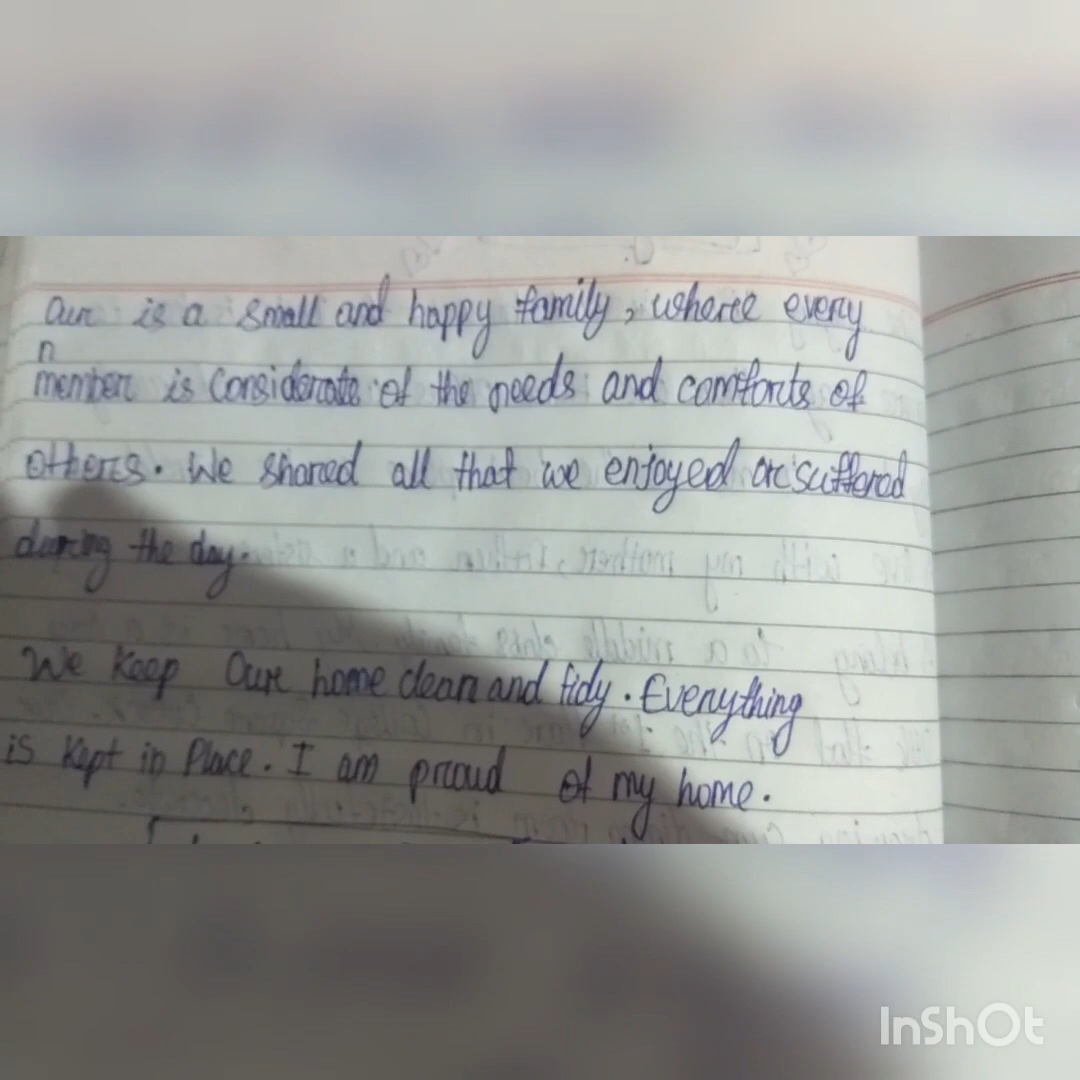 Our is a small and happy family, where every
n
member is Considerate of the needs and comforts of
others. We shared all that we enjoyed or suffered
during the day.
We Keep Our home clean and tidy. Everything
is Kept in Place. I am proud of my home.
InShOt